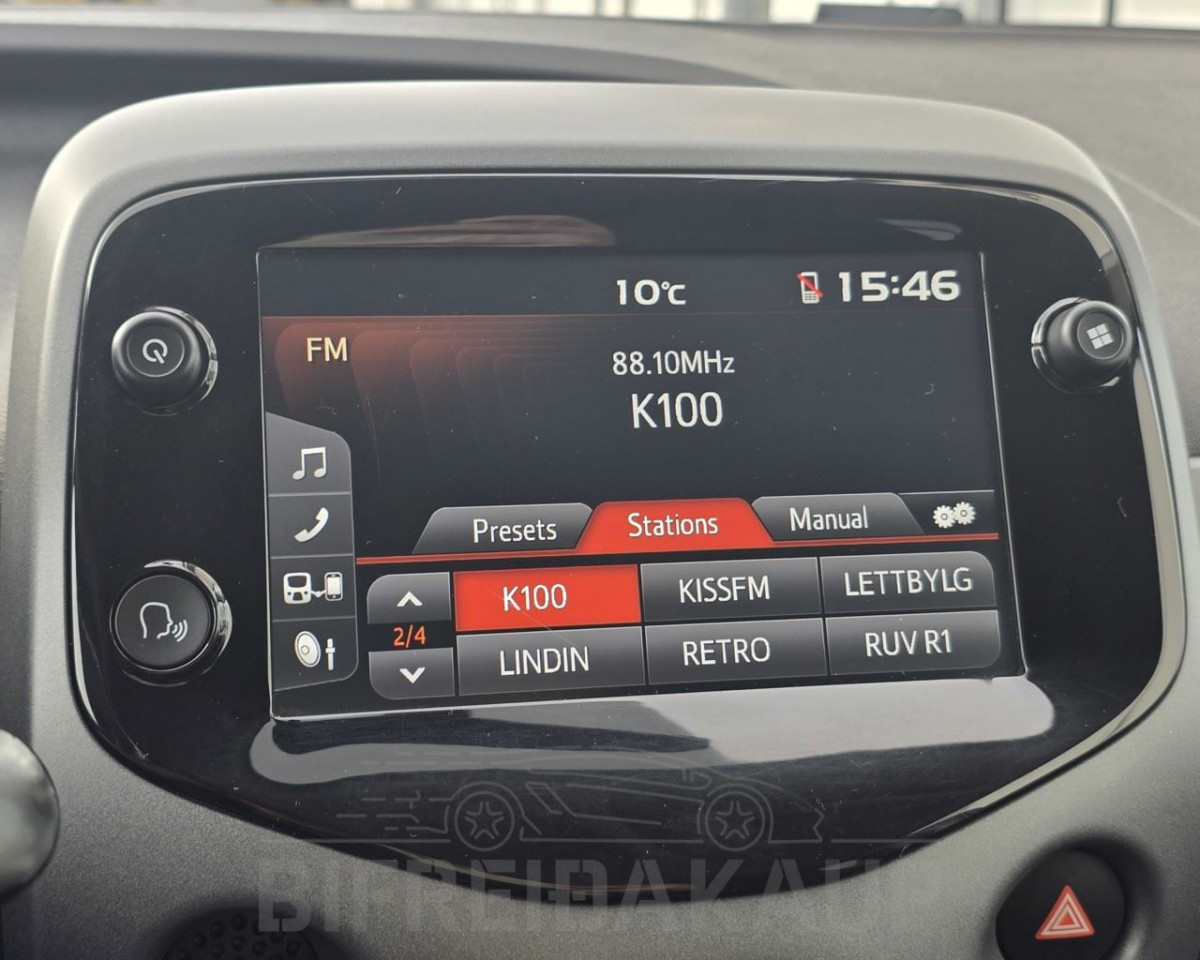 10°C 15:46
FM
88.10MHz
K100
Presets Stations Manual
K100 KISSFM LETTBYLG
2/4
LINDIN RETRO RUV R1
BIFREIÐAKAUP